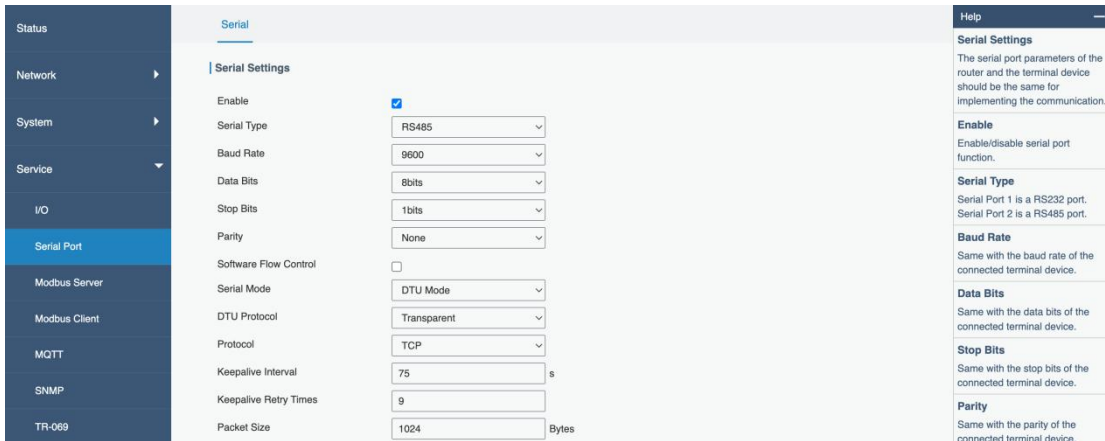 Status
Network
System
Service
I/O
Serial Port
Modbus Server
Modbus Client
MQTT
SNMP
TR-069
Serial
Serial Settings
Enable
Serial Type RS485
Baud Rate 9600
Data Bits 8bits
Stop Bits 1bits
Parity None
Software Flow Control
Serial Mode DTU Mode
DTU Protocol Transparent
Protocol TCP
Keepalive Interval 75 s
Keepalive Retry Times 9
Packet Size 1024 Bytes
Help
Serial Settings
The serial port parameters of the
router and the terminal device
should be the same for
implementing the communication.
Enable
Enable/disable serial port
function.
Serial Type
Serial Port 1 is a RS232 port.
Serial Port 2 is a RS485 port.
Baud Rate
Same with the baud rate of the
connected terminal device.
Data Bits
Same with the data bits of the
connected terminal device.
Stop Bits
Same with the stop bits of the
connected terminal device.
Parity
Same with the parity of the
connected terminal device.